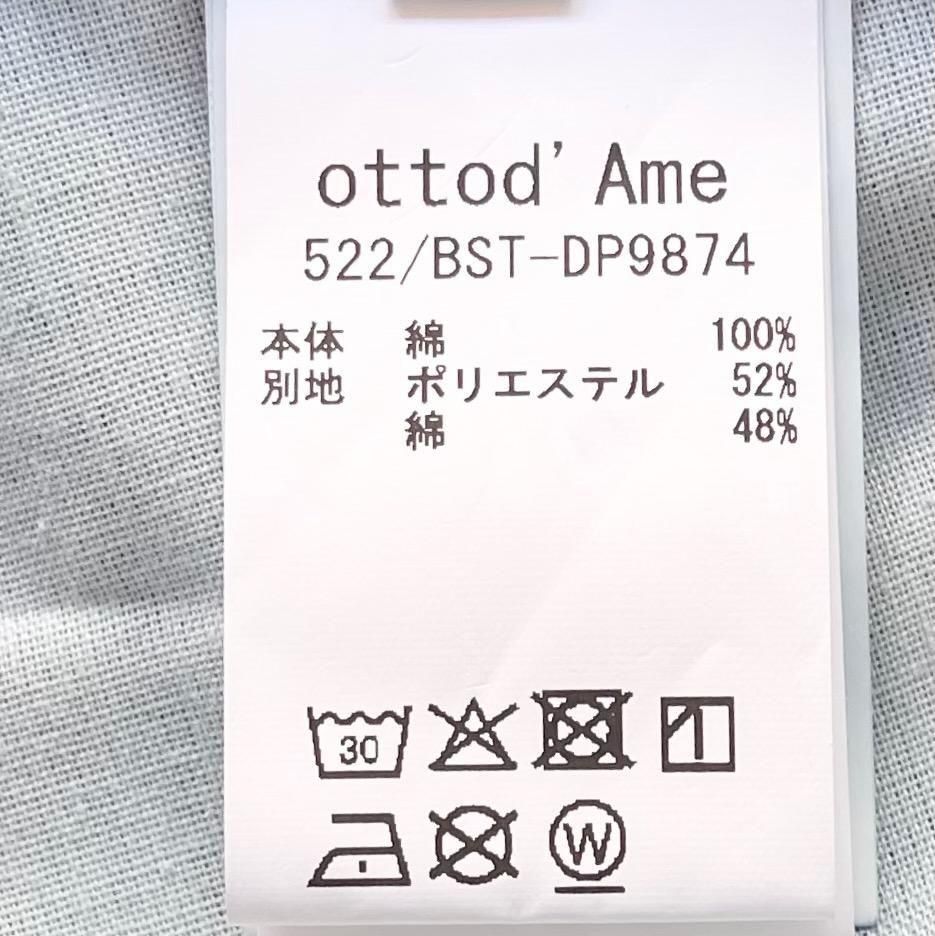 ottod'Ame
522/BST-DP9874
本体 綿 100%
別地 ポリエステル 52%
綿 48%
30
W